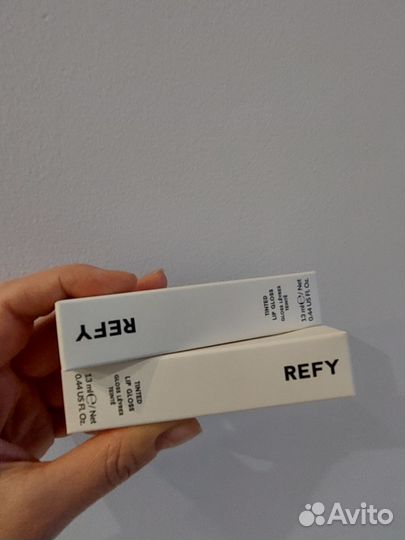 REFY
TINTED
LIP GLOSS
GLOSS LÈVRES
TEINTÉ
13 ml℮/ Net
0.44 US Fl. Oz.
REFY
TINTED
LIP GLOSS
GLOSS LÈVRES
TEINTÉ
13 ml℮/ Net
0.44 US Fl. Oz.
Avito